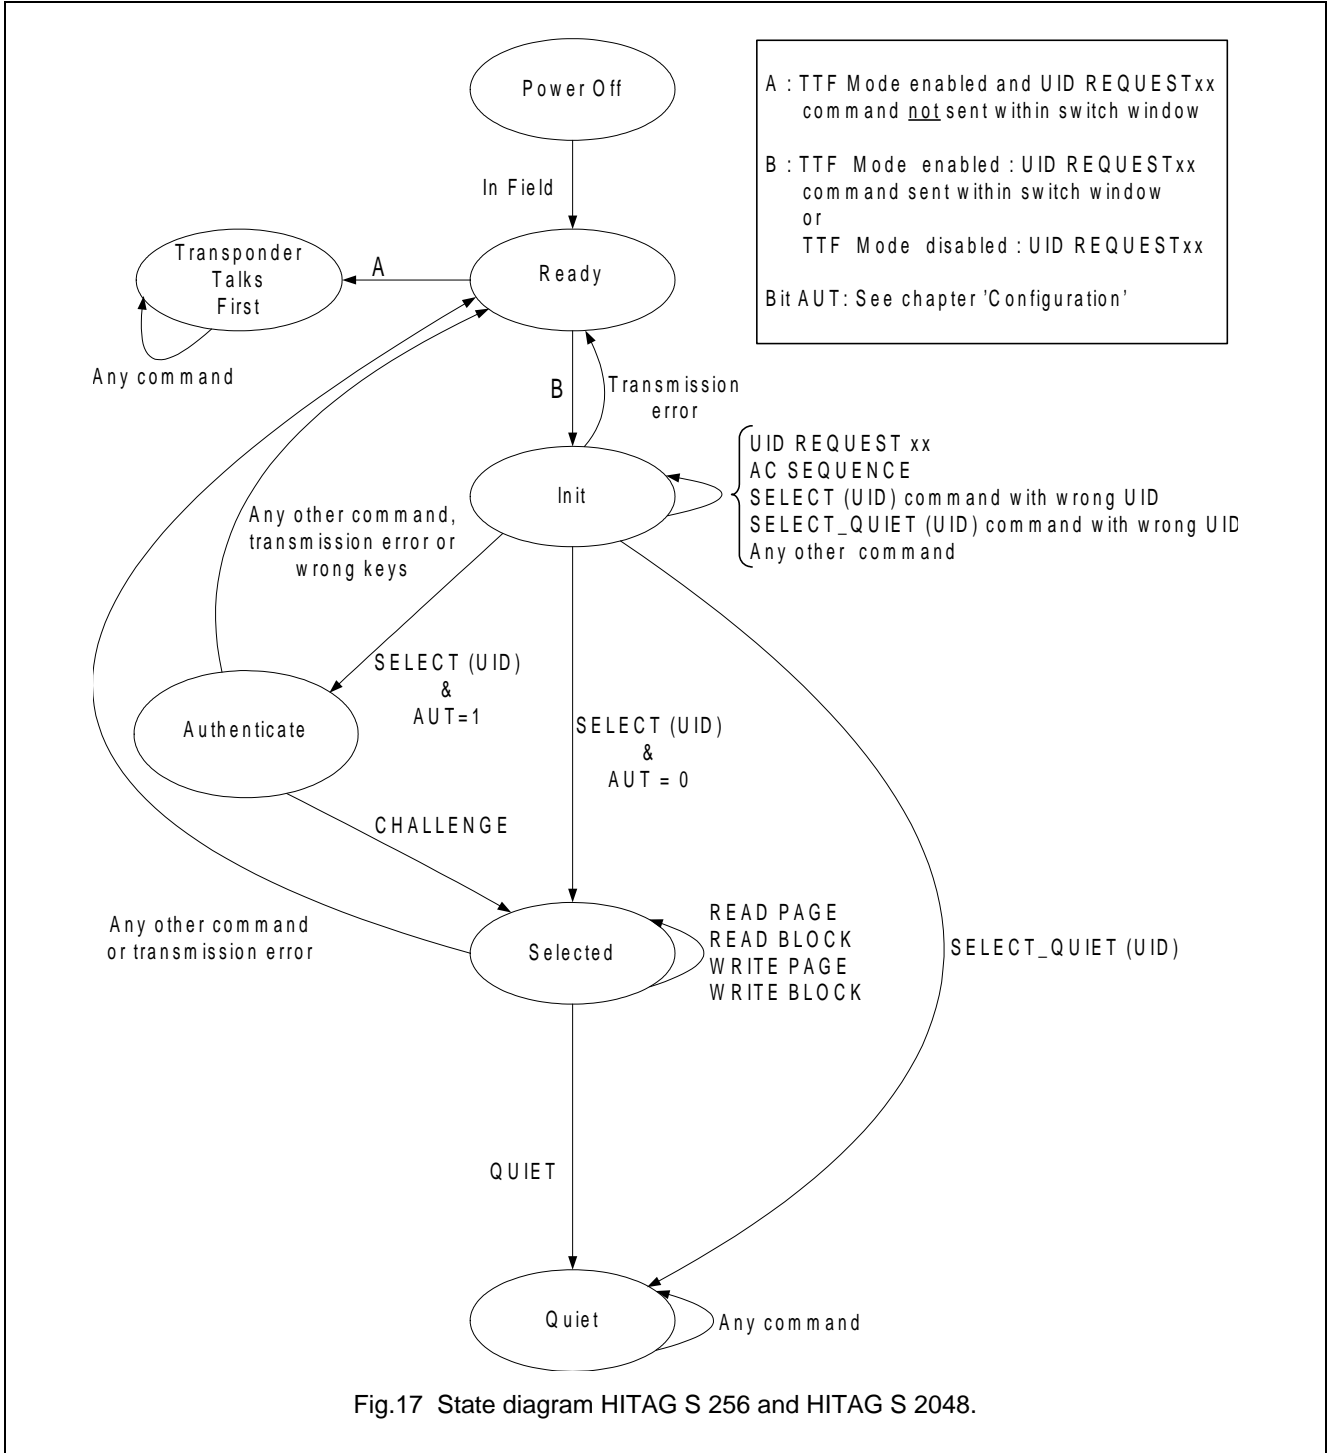 Power Off
A : TTF Mode enabled and UID REQUESTxx
command not sent within switch window
B : TTF Mode enabled : UID REQUESTxx
command sent within switch window
or
TTF Mode disabled : UID REQUESTxx
Bit AUT: See chapter 'Configuration'
In Field
Transponder
Talks
First
A
Ready
Any command
B
Transmission
error
Init
UID REQUEST xx
AC SEQUENCE
SELECT (UID) command with wrong UID
SELECT_QUIET (UID) command with wrong UID
Any other command
Any other command,
transmission error or
wrong keys
SELECT (UID)
&
AUT=1
SELECT (UID)
&
AUT = 0
Authenticate
CHALLENGE
Any other command
or transmission error
Selected
READ PAGE
READ BLOCK
WRITE PAGE
WRITE BLOCK
SELECT_QUIET (UID)
QUIET
Quiet
Any command
Fig.17 State diagram HITAG S 256 and HITAG S 2048.